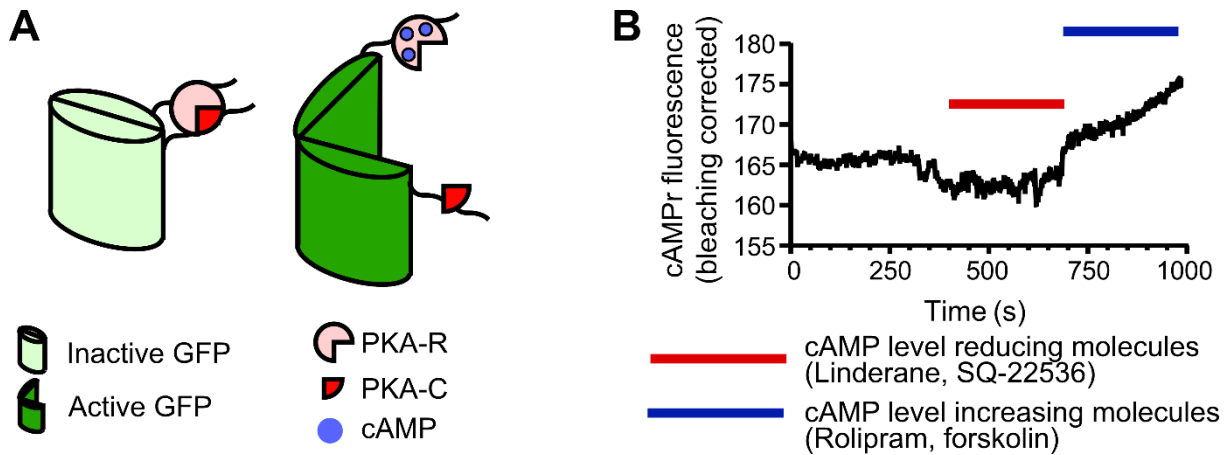 A
Inactive GFP
Active GFP
PKA-R
PKA-C
cAMP
B
cAMPr fluorescence
(bleaching corrected)
180
175
170
165
160
155
0
250
500
750
1000
Time (s)
cAMP level reducing molecules
(Linderane, SQ-22536)
cAMP level increasing molecules
(Rolipram, forskolin)